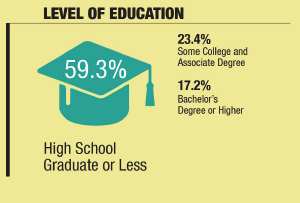 LEVEL OF EDUCATION
59.3%
High School
Graduate or Less
23.4%
Some College and
Associate Degree
17.2%
Bachelor's
Degree or Higher